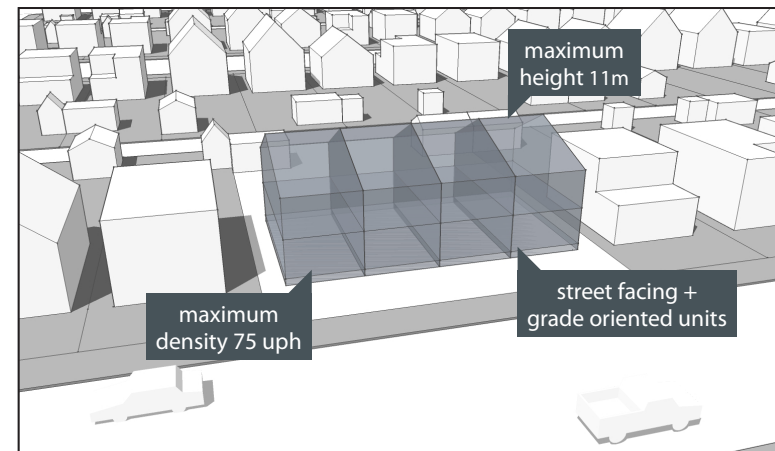 maximum
height 11m
maximum
density 75 uph
street facing +
grade oriented units